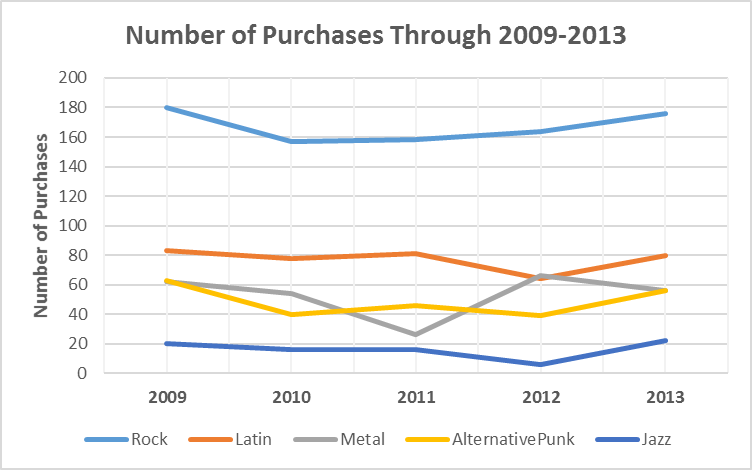 Number of Purchases Through 2009-2013
Number of Purchases
200
180
160
140
120
100
80
60
40
20
0
2009 2010 2011 2012 2013
Rock Latin Metal AlternativePunk Jazz